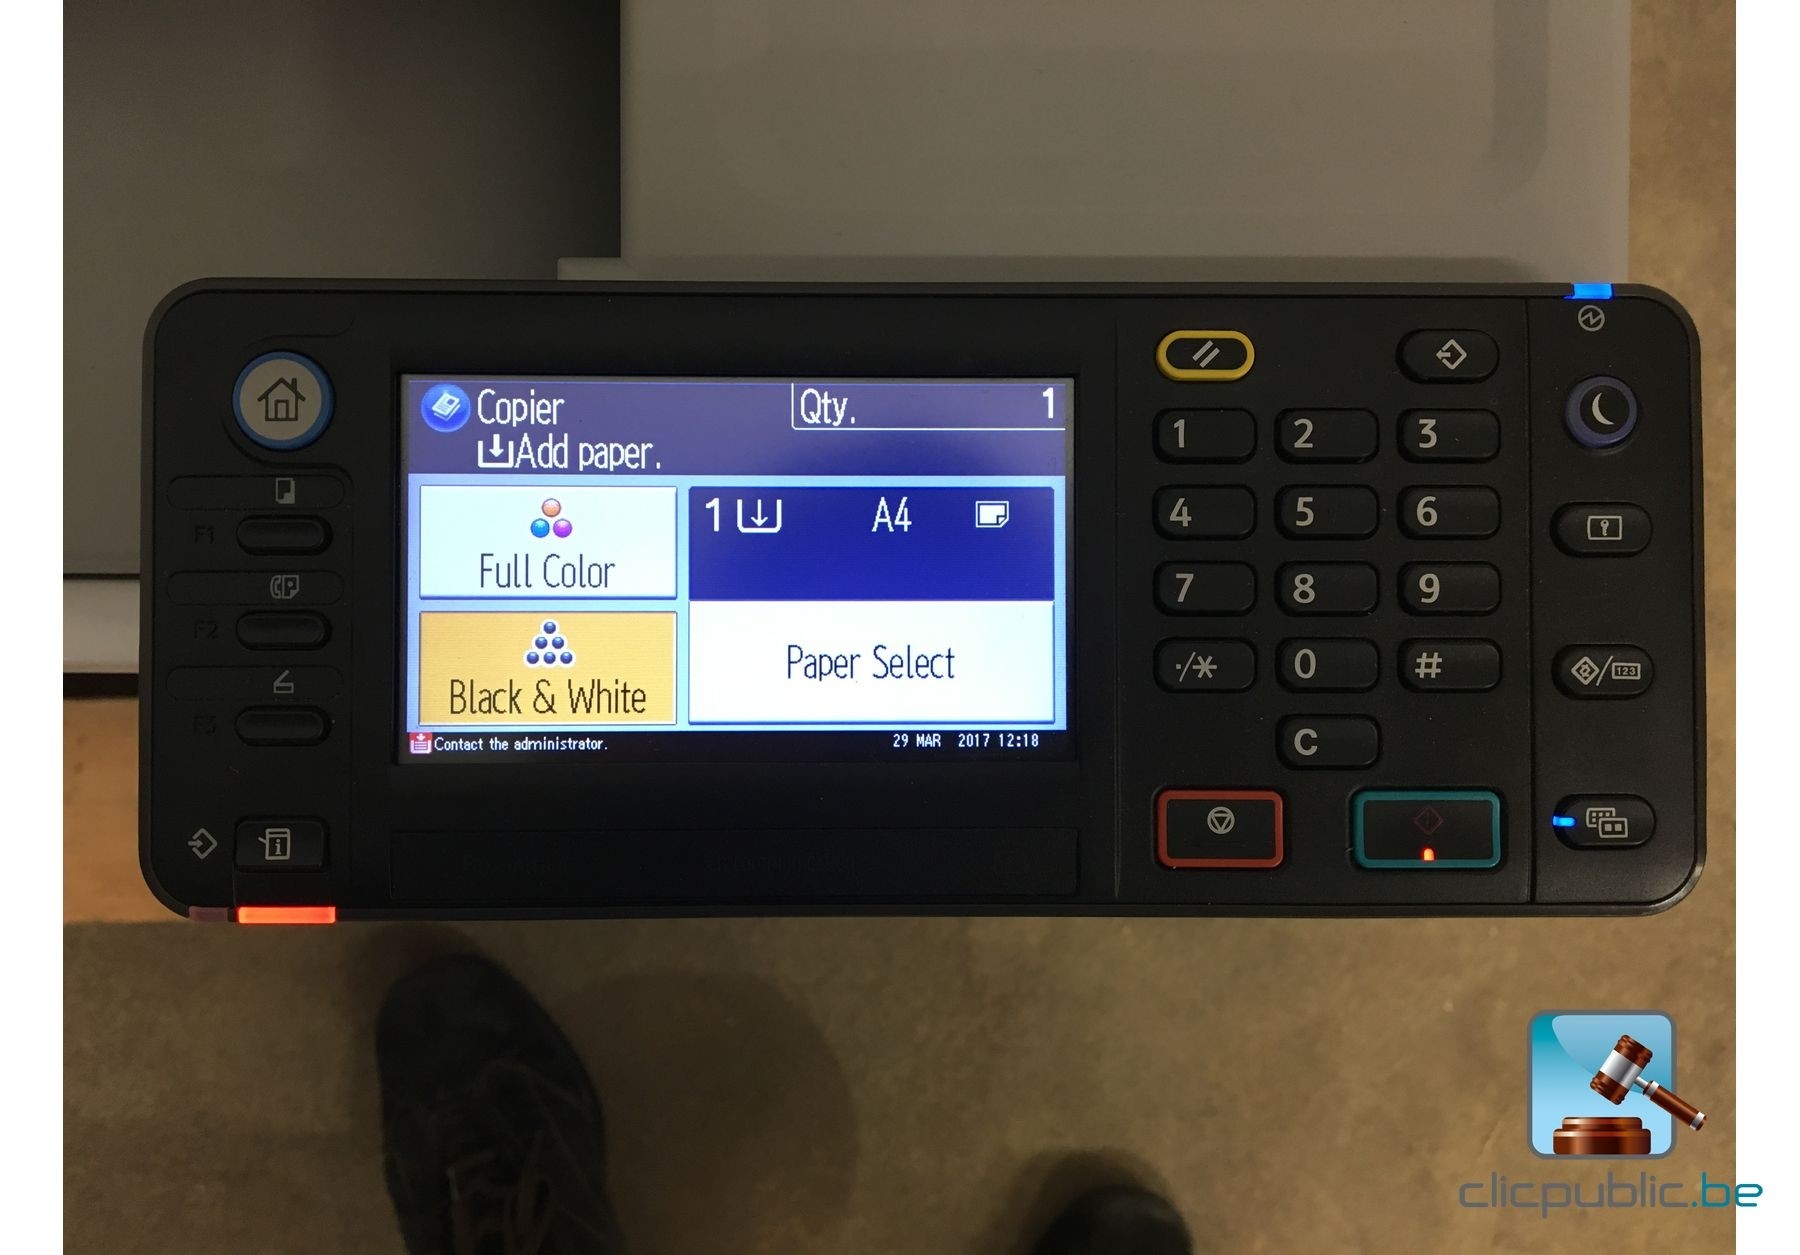 Copier
Qty. 1
Add paper.
Full Color
1 A4
Black & White
Paper Select
Contact the administrator.
29 MAR 2017 12:18
F1
F2
F3
1 2 3
4 5 6
7 8 9
./* 0 #
C
123
clicpublic.be